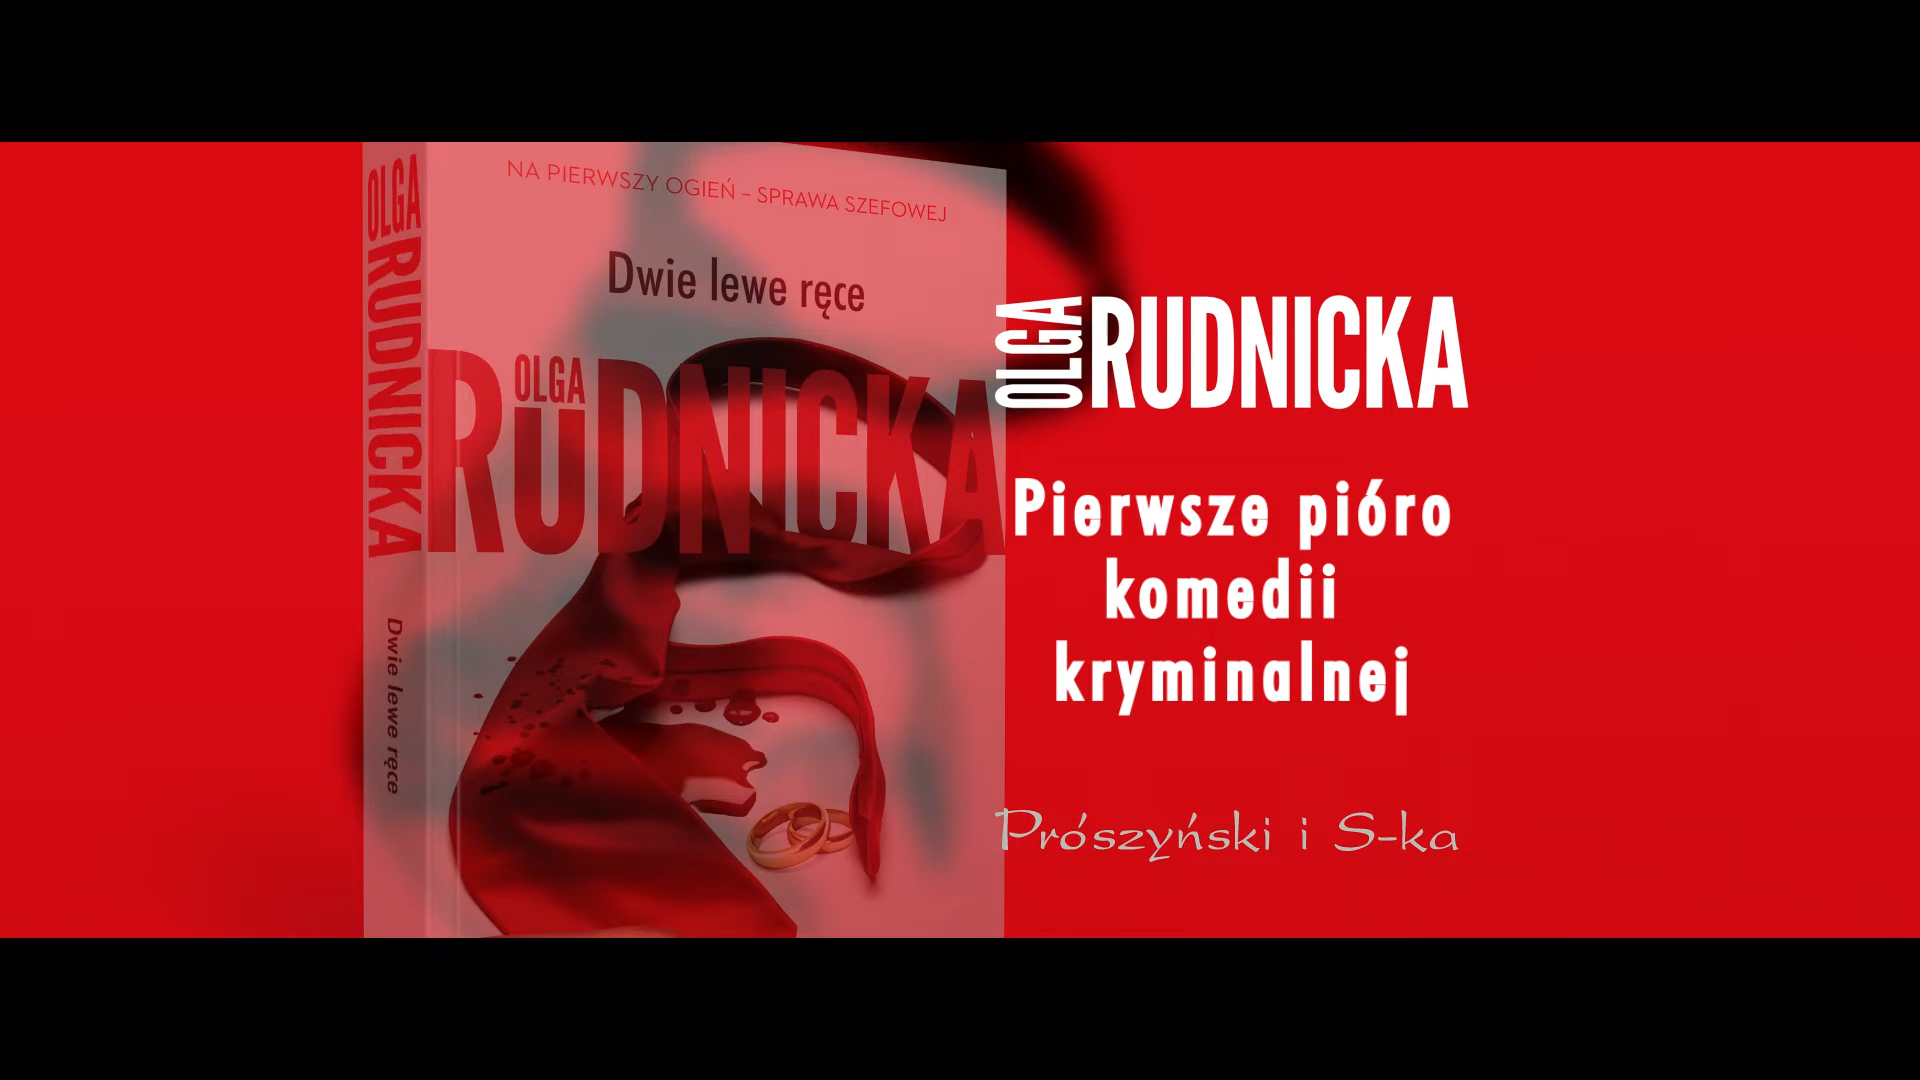 OLGA RUDNICKA
Dwie lewe ręce
NA PIERWSZY OGIEŃ – SPRAWA SZEFOWEJ
Dwie lewe ręce
OLGA
RUDNICKA
OLGA RUDNICKA
Pierwsze pióro
komedii
kryminalnej
Prószyński i S-ka